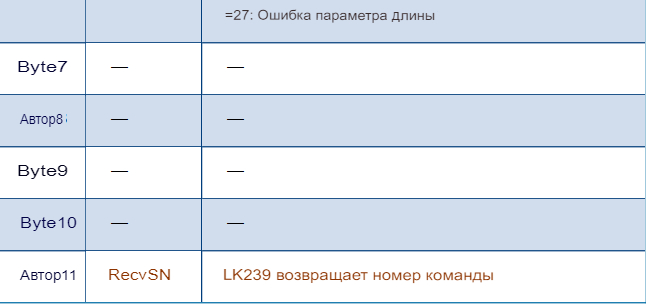 =27: Ошибка параметра длины
Byte7 — —
Автор8 — —
Byte9 — —
Byte10 — —
Автор11 RecvSN LK239 возвращает номер команды